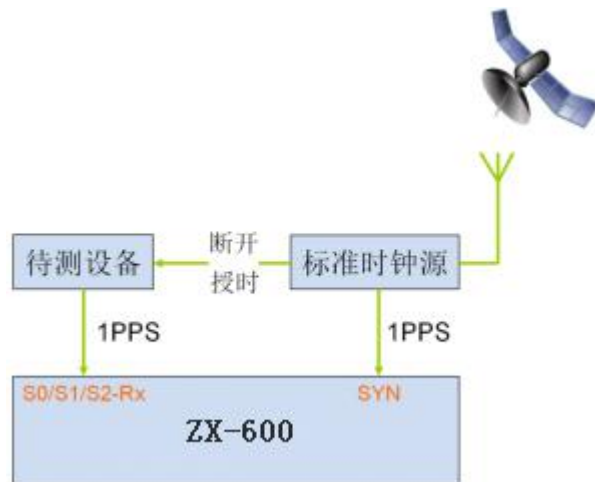 断开
待测设备
标准时钟源
授时
1PPS
1PPS
S0/S1/S2-Rx
SYN
ZX-600